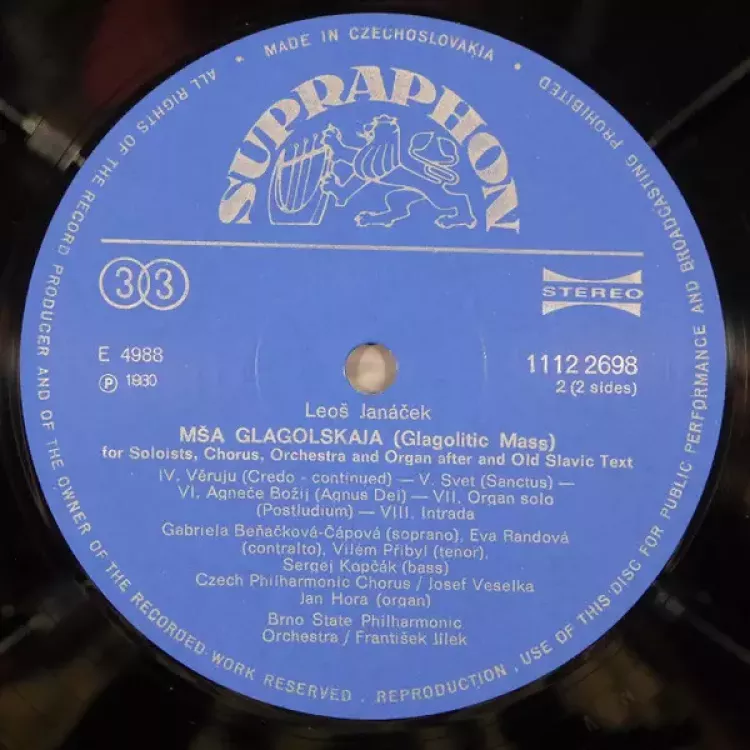 MADE IN CZECHOSLOVAKIA
ALL RIGHTS OF THE RECORD PRODUCER AND OF THE OWNER OF THE RECORDED WORK RESERVED . REPRODUCTION . USE OF THIS DISC FOR PUBLIC PERFORMANCE AND BROADCASTING PROHIBITED
SUPRAPHON
33
STEREO
E 4988
1112 2698
Ⓟ 1980
2 (2 sides)
Leoš Janáček
MŠA GLAGOLSKAJA (Glagolitic Mass)
for Soloists, Chorus, Orchestra and Organ after and Old Slavic Text
IV. Věruju (Credo - continued) — V. Svet (Sanctus) —
VI. Agneče Božij (Agnus Dei) — VII. Organ solo
(Postludium) — VIII. Intrada
Gabriela Beňačková-Čápová (soprano), Eva Randová
(contralto), Vilém Přibyl (tenor),
Sergej Kopčák (bass)
Czech Philharmonic Chorus / Josef Veselka
Jan Hora (organ)
Brno State Philharmonic
Orchestra / František Jílek